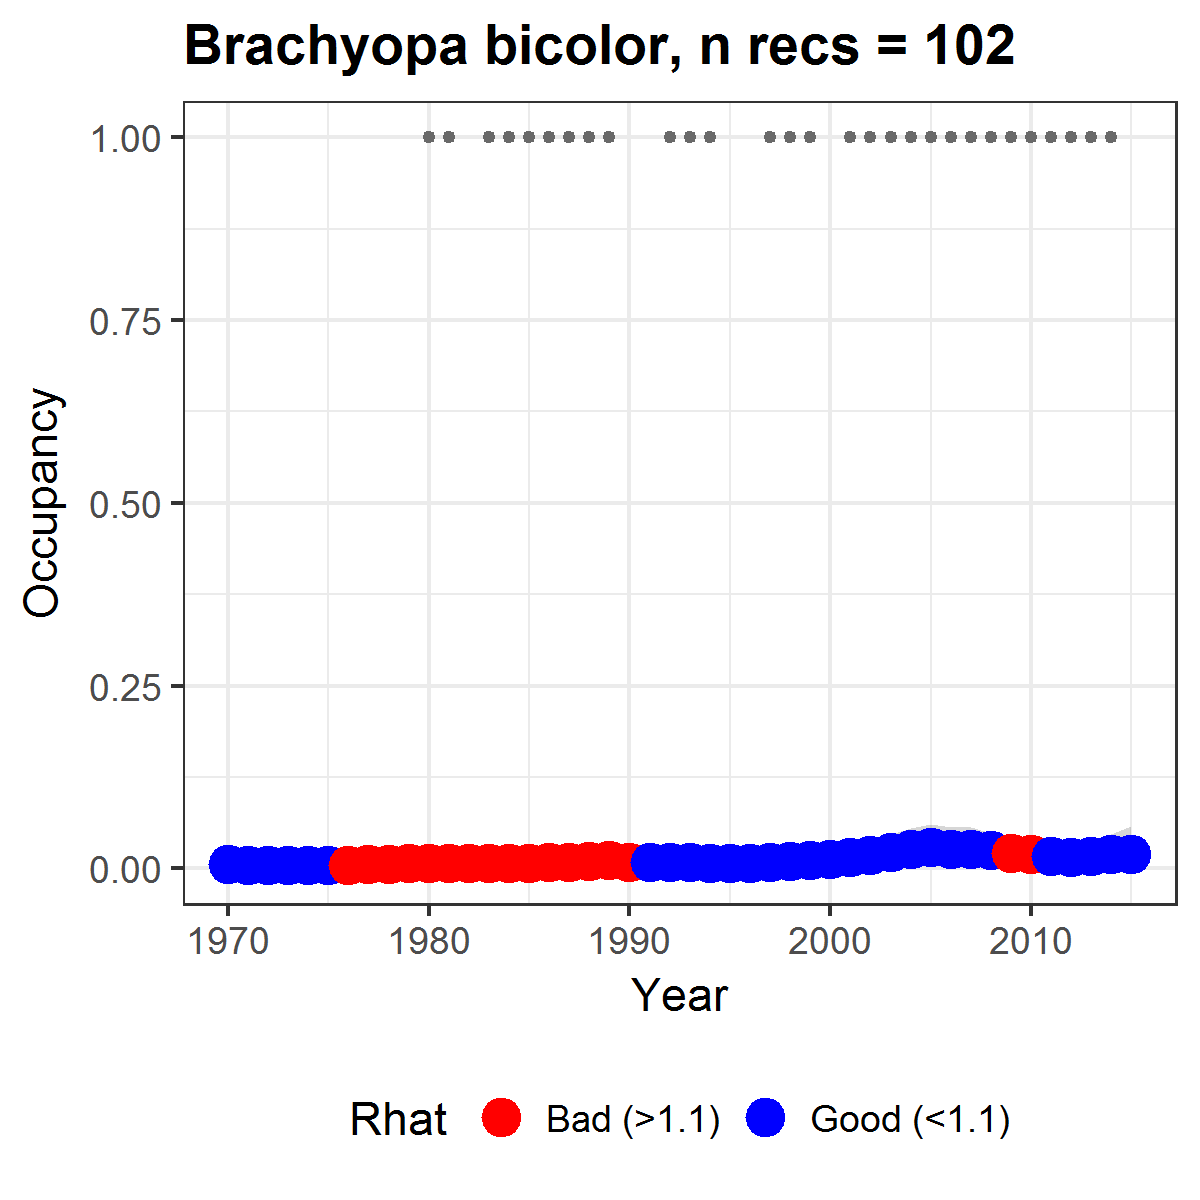 Brachyopa bicolor, n recs = 102
1.00
0.75
0.50
0.25
0.00
Occupancy
1970 1980 1990 2000 2010
Year
Rhat Bad (>1.1) Good (<1.1)